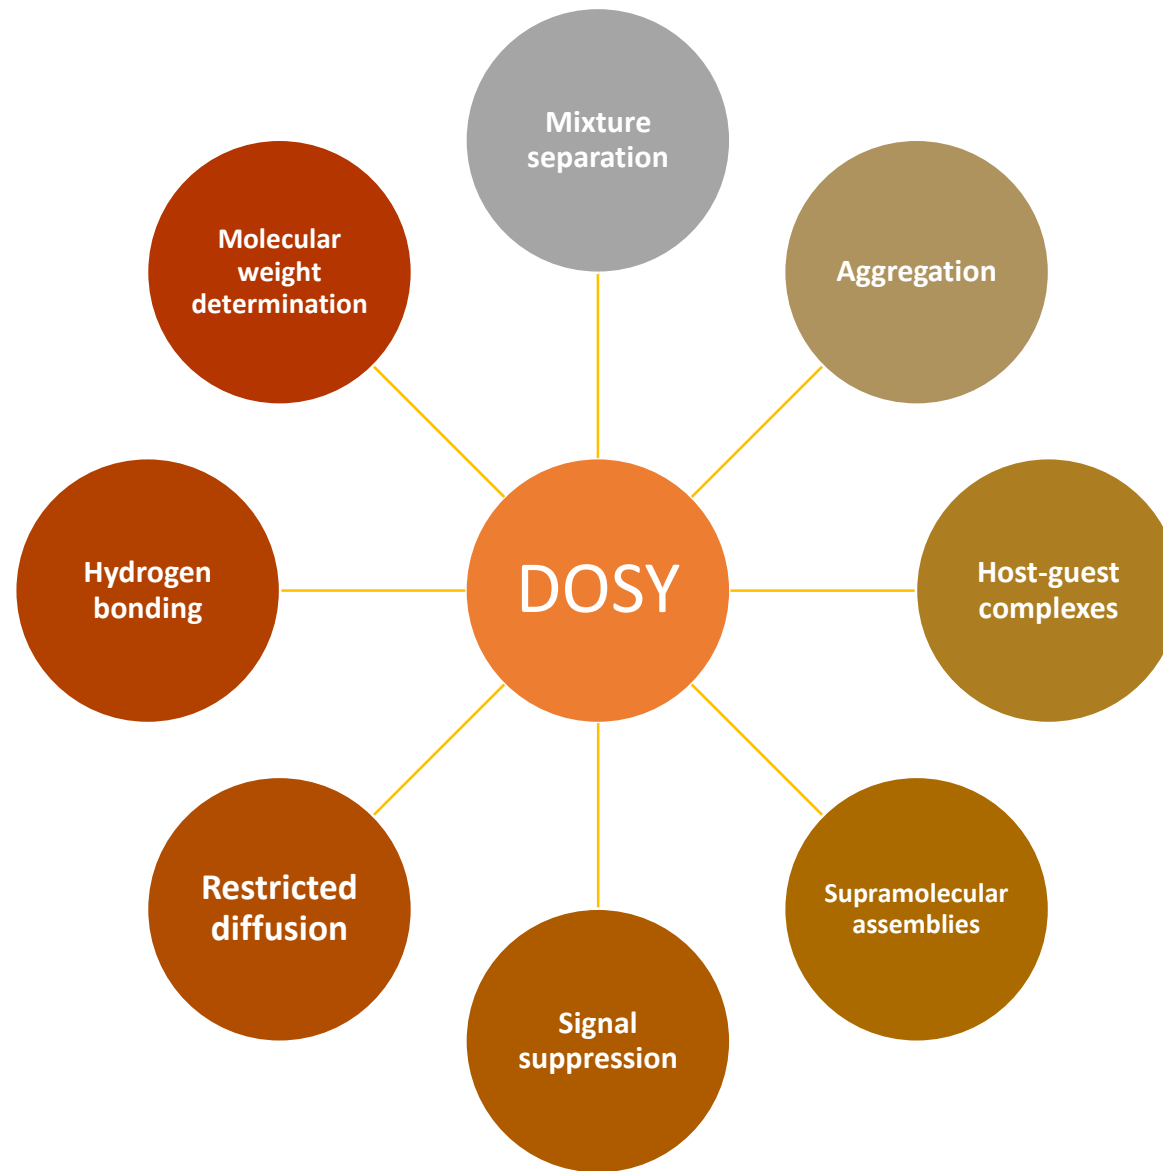 Mixture
separation
Aggregation
Host-guest
complexes
Supramolecular
assemblies
Signal
suppression
Restricted
diffusion
Hydrogen
bonding
Molecular
weight
determination
DOSY